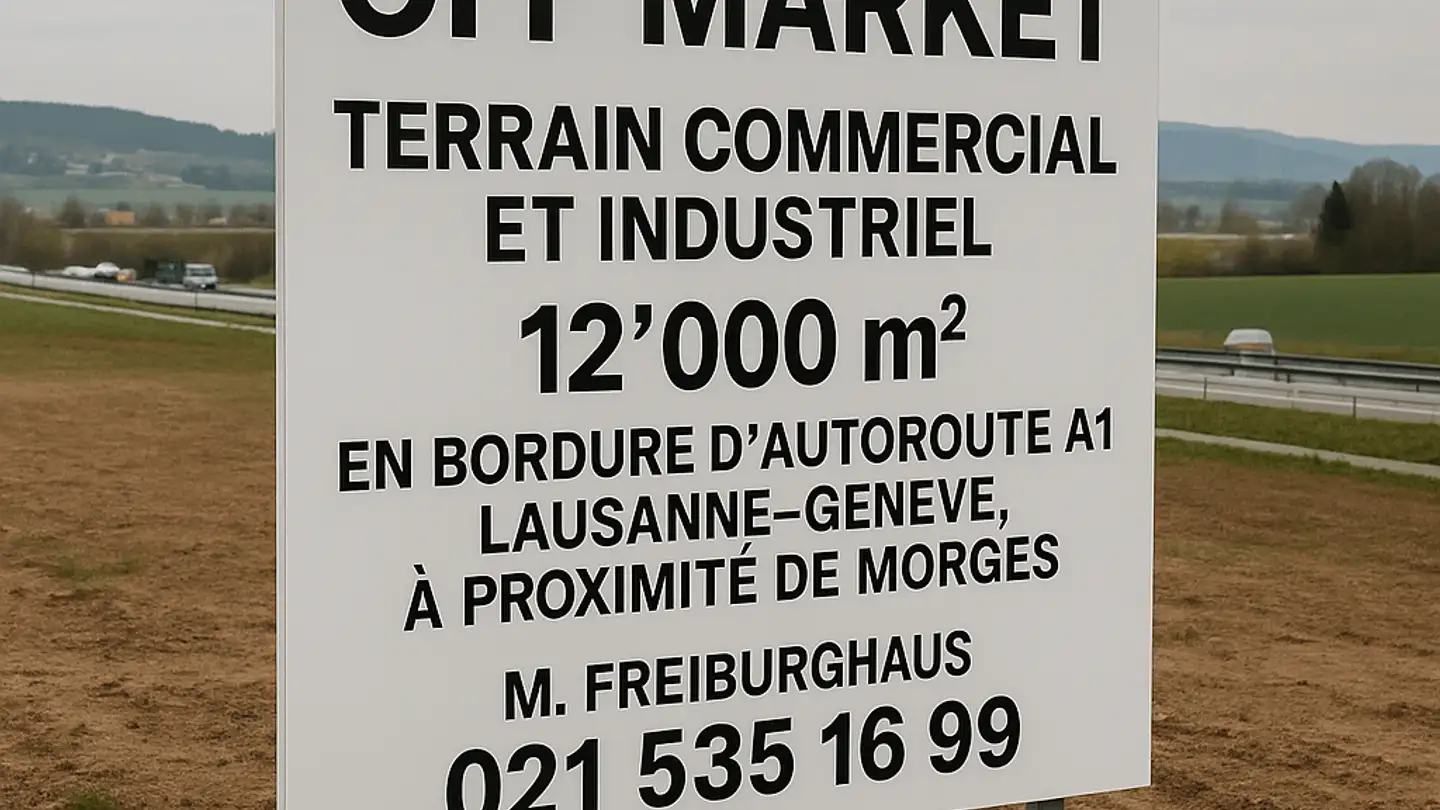 OFF MARKET
TERRAIN COMMERCIAL
ET INDUSTRIEL
12’000 m²
EN BORDURE D’AUTOROUTE A1
LAUSANNE–GENEVE,
À PROXIMITÉ DE MORGES
M. FREIBURGHAUS
021 535 16 99